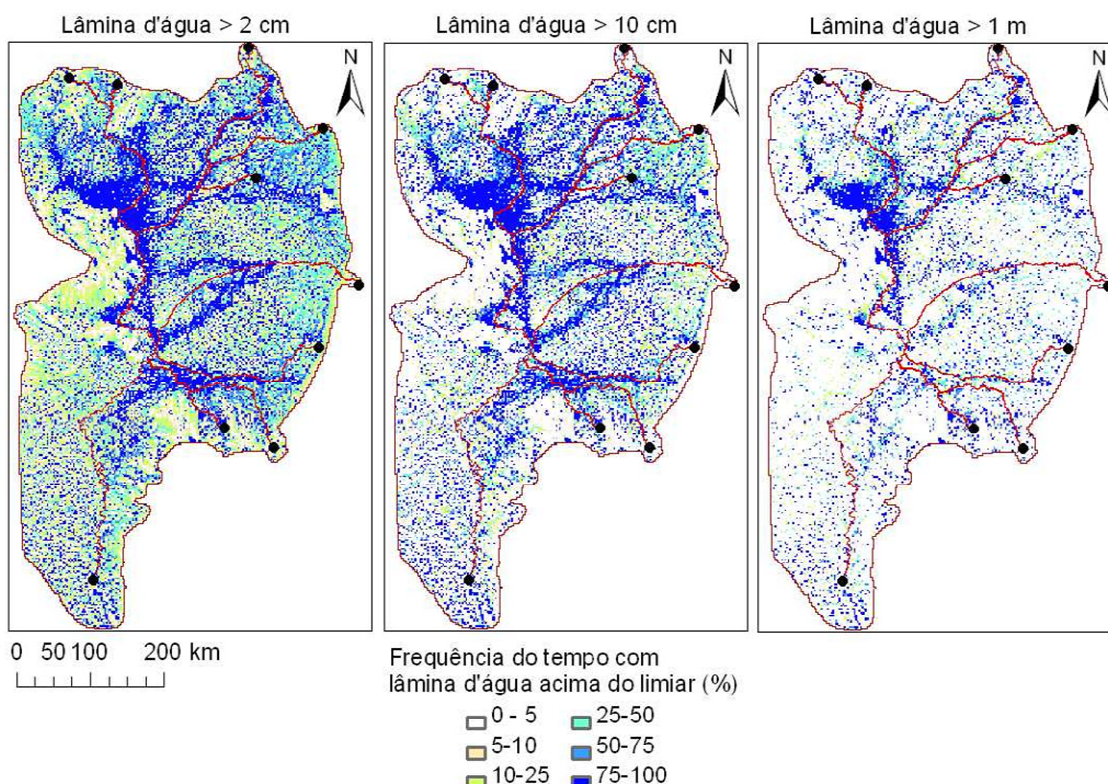 Lâmina d'água > 2 cm
Lâmina d'água > 10 cm
Lâmina d'água > 1 m
N
N
N
0 50 100 200 km
Frequência do tempo com
lâmina d'água acima do limiar (%)
0 - 5
25-50
5-10
50-75
10-25
75-100